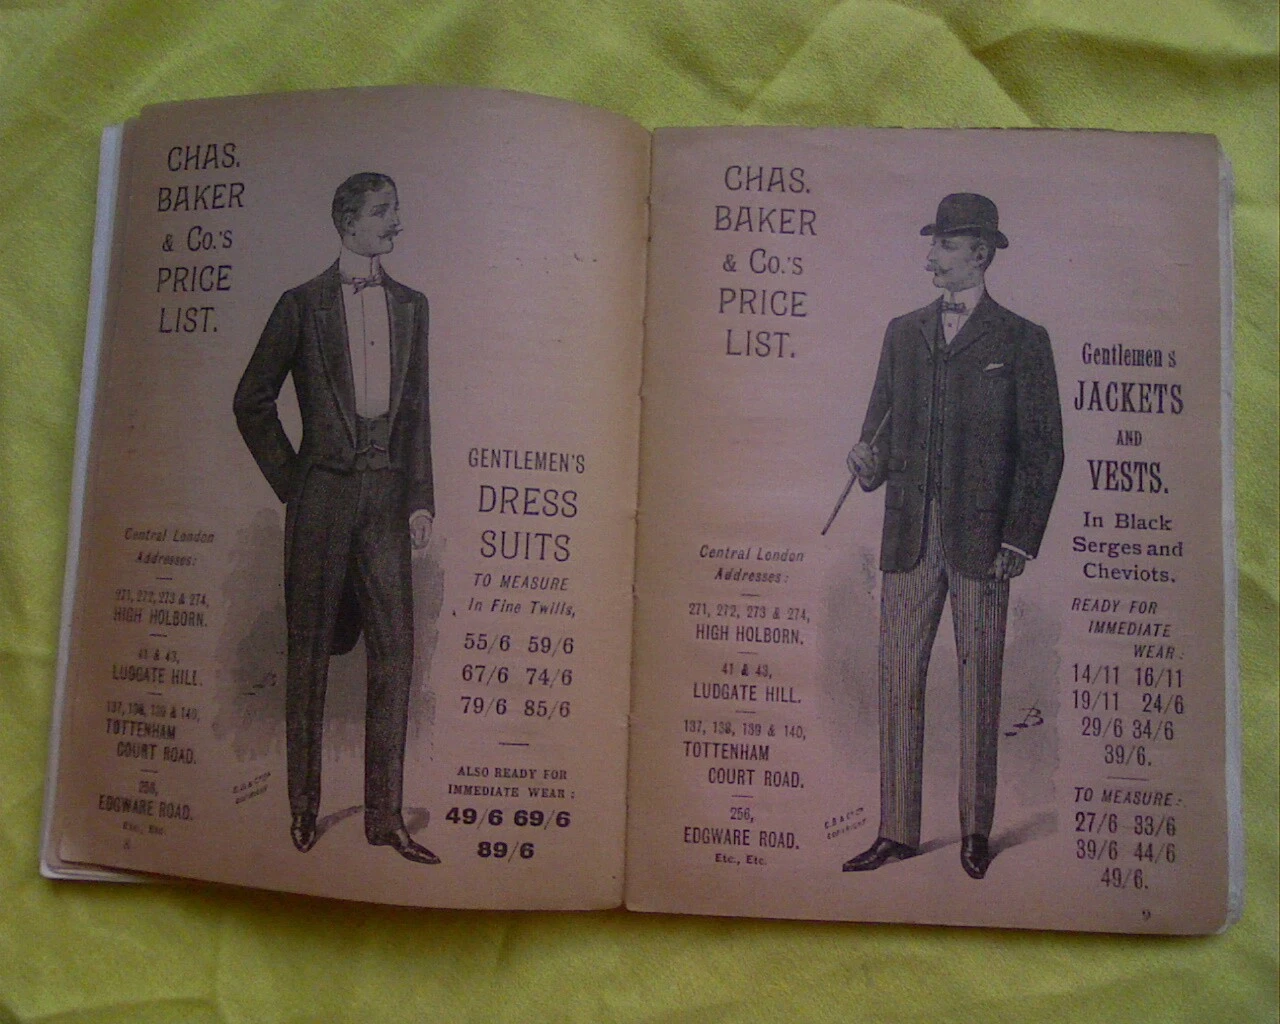 CHAS.
BAKER
& Co.'s
PRICE
LIST.
Central London
Addresses:
271, 272, 273 & 274,
HIGH HOLBORN.
41 & 43,
LUDGATE HILL.
137, 138, 139 & 140,
TOTTENHAM
COURT ROAD.
256,
EDGWARE ROAD.
Etc., Etc.
8
GENTLEMEN'S
DRESS
SUITS
TO MEASURE
In Fine Twills,
55/6 59/6
67/6 74/6
79/6 85/6
ALSO READY FOR
IMMEDIATE WEAR :
49/6 69/6
89/6
C.B & Co's
COPYRIGHT
CHAS.
BAKER
& Co.'s
PRICE
LIST.
Central London
Addresses:
271, 272, 273 & 274,
HIGH HOLBORN.
41 & 43,
LUDGATE HILL.
137, 138, 139 & 140,
TOTTENHAM
COURT ROAD.
256,
EDGWARE ROAD.
Etc., Etc.
C.B & Co's
COPYRIGHT
Gentlemen s
JACKETS
AND
VESTS.
In Black
Serges and
Cheviots.
READY FOR
IMMEDIATE
WEAR :
14/11 16/11
19/11 24/6
29/6 34/6
39/6.
TO MEASURE:
27/6 33/6
39/6 44/6
49/6.
9